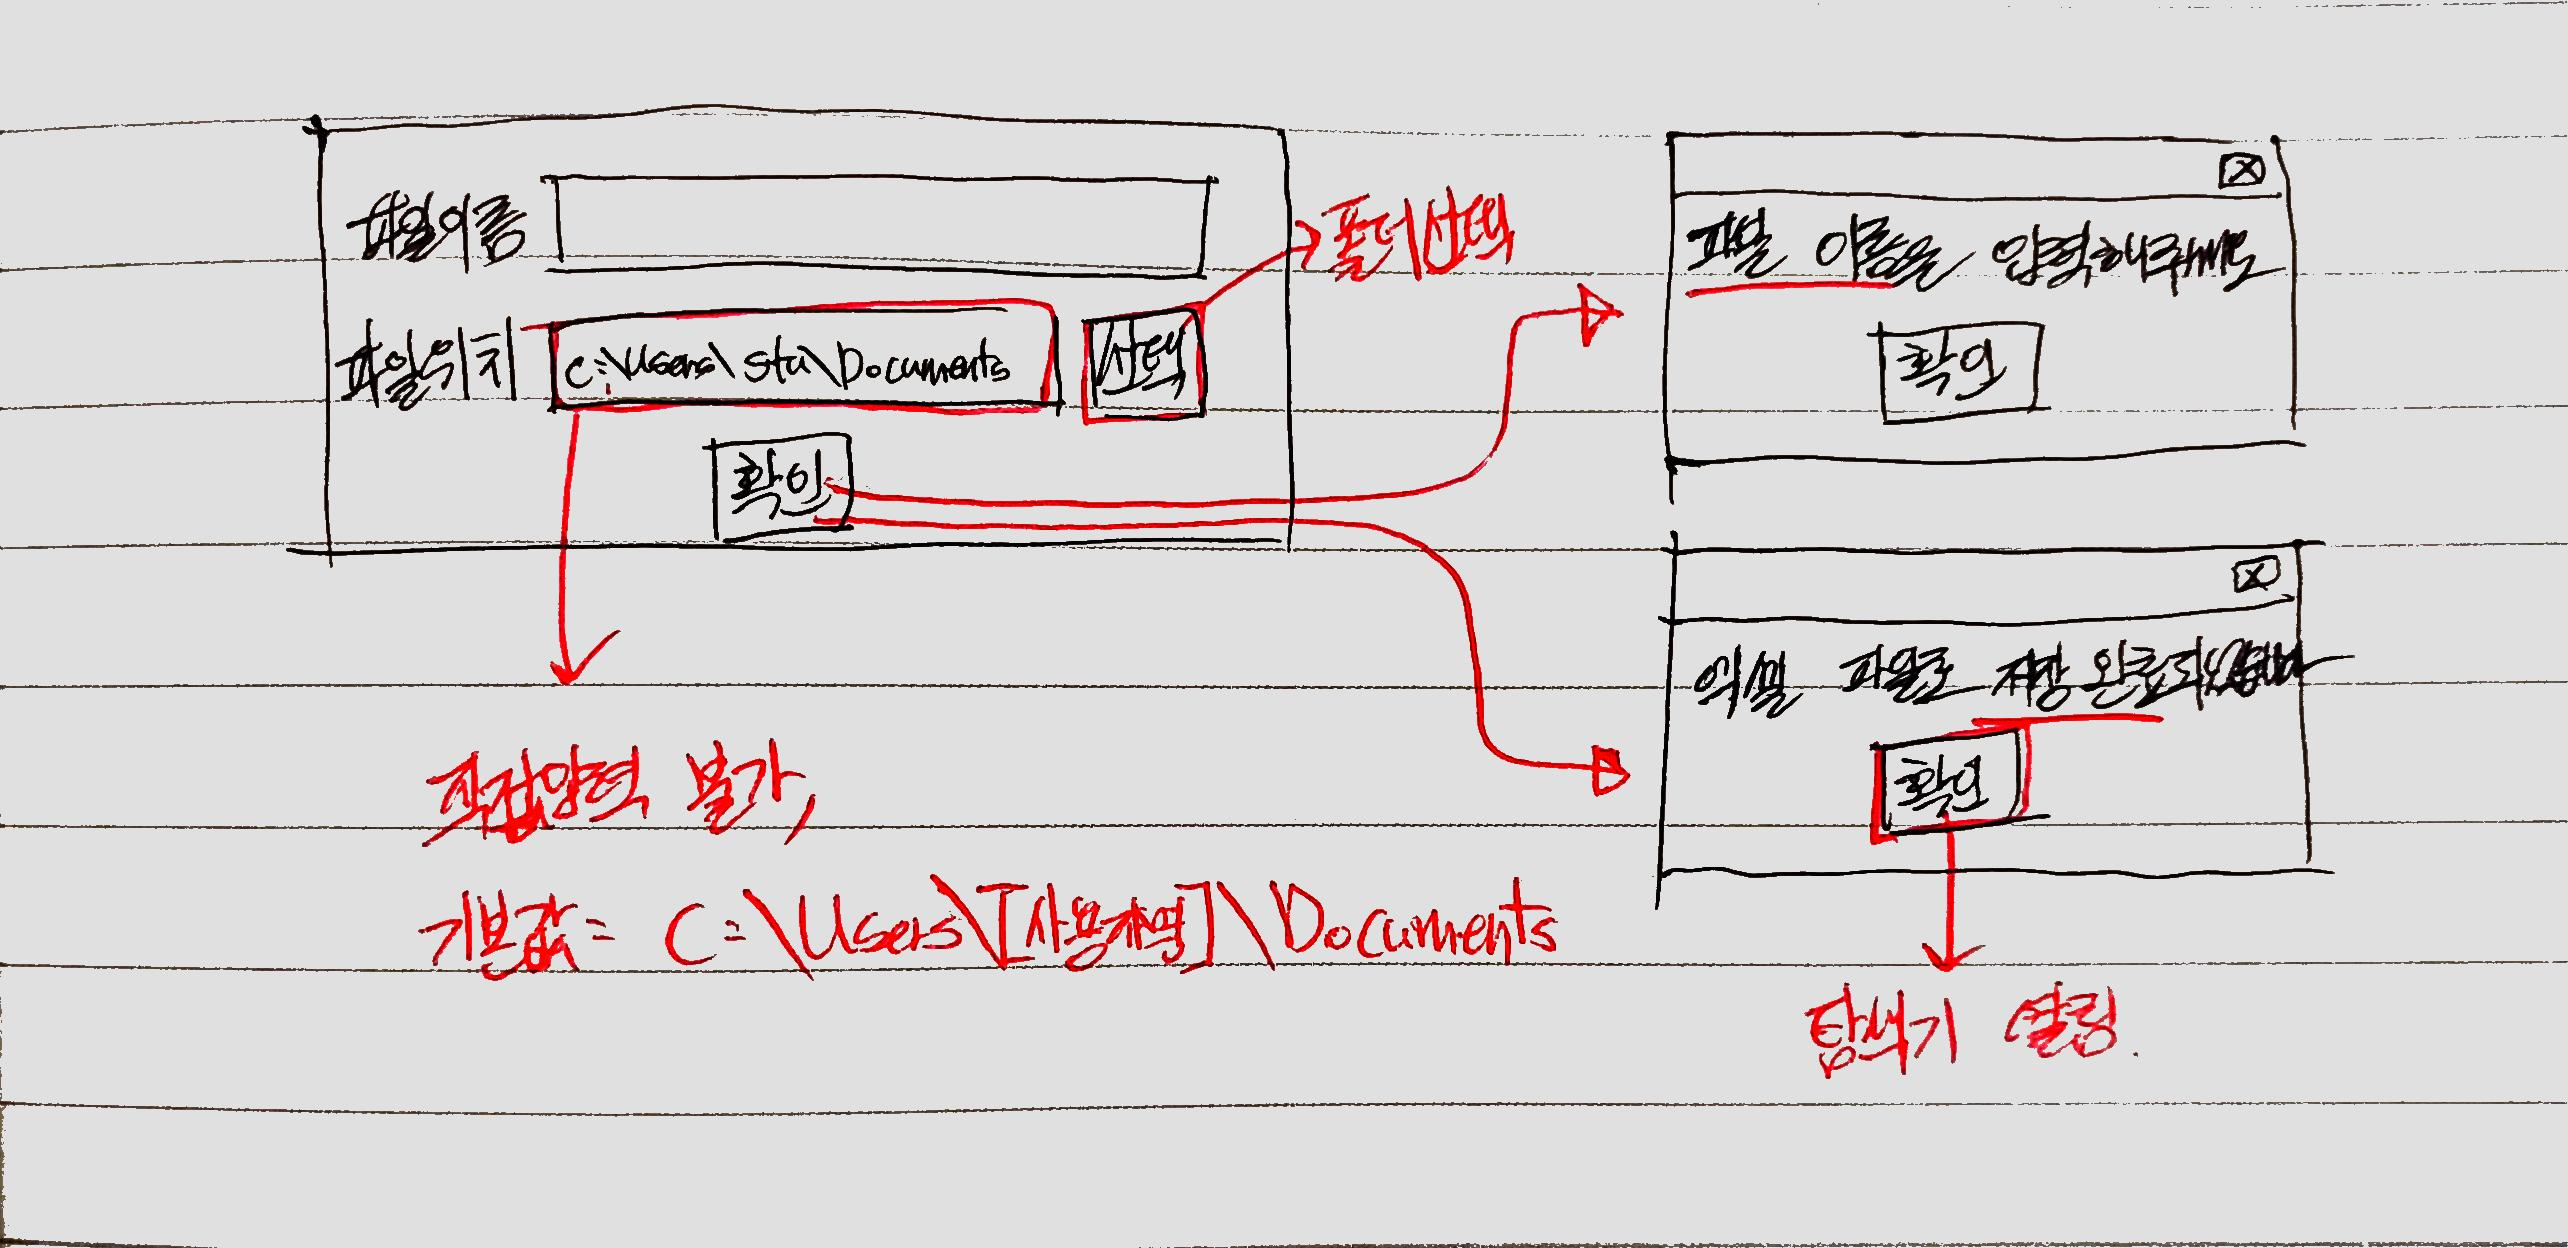 파일이름
폴더선택
파일위치 C:\Users\stu\Documents 선택
확인
파일 이름을 입력해주세요
확인
엑셀 파일로 저장 완료되었습니다
확인
탐색기 열림.
직접입력 불가,
기본값= C:\Users\[사용자명]\Documents